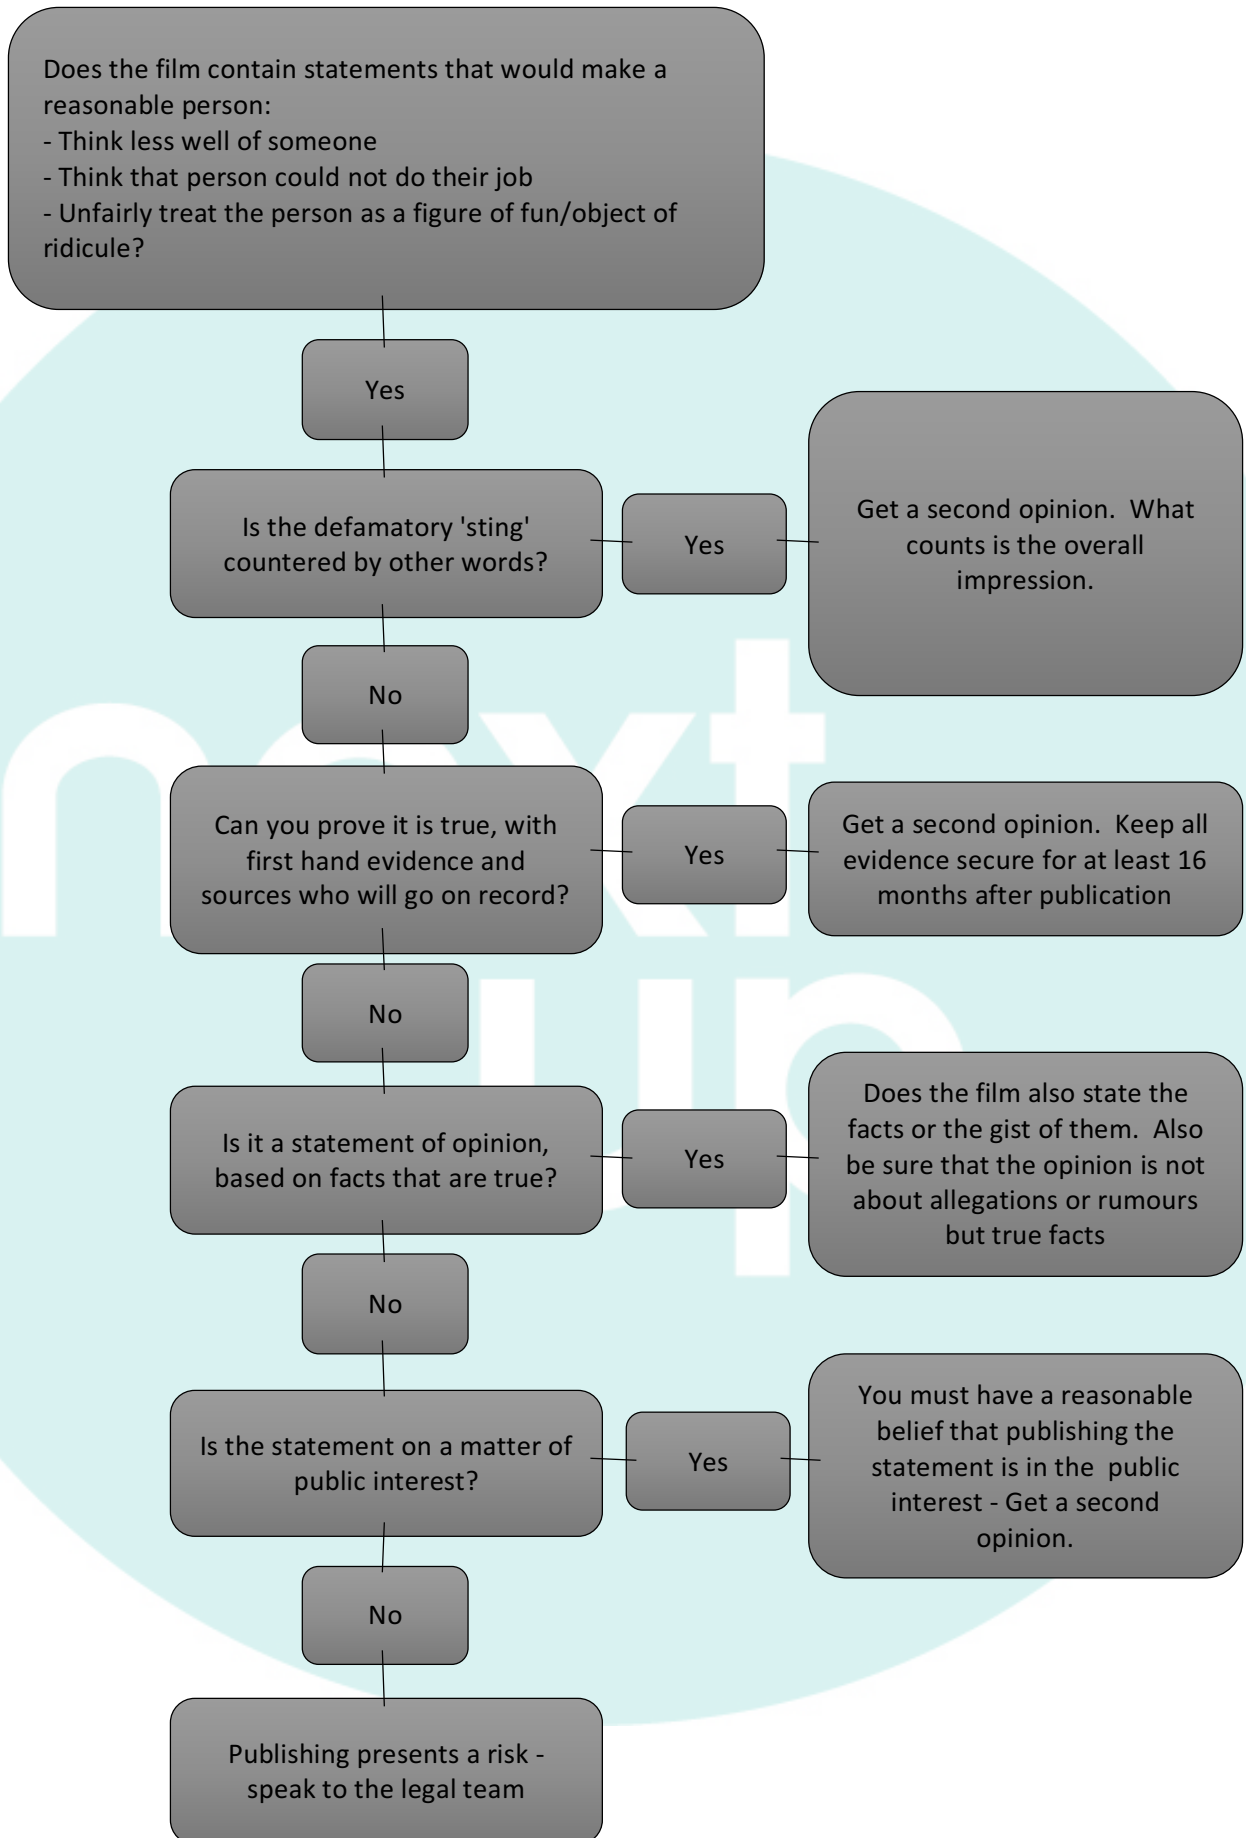 Does the film contain statements that would make a
reasonable person:
- Think less well of someone
- Think that person could not do their job
- Unfairly treat the person as a figure of fun/object of
ridicule?
Yes
Is the defamatory 'sting'
countered by other words?
Yes
Get a second opinion.  What
counts is the overall
impression.
No
Can you prove it is true, with
first hand evidence and
sources who will go on record?
Yes
Get a second opinion.  Keep all
evidence secure for at least 16
months after publication
No
Is it a statement of opinion,
based on facts that are true?
Yes
Does the film also state the
facts or the gist of them.  Also
be sure that the opinion is not
about allegations or rumours
but true facts
No
Is the statement on a matter of
public interest?
Yes
You must have a reasonable
belief that publishing the
statement is in the  public
interest - Get a second
opinion.
No
Publishing presents a risk -
speak to the legal team
next
up